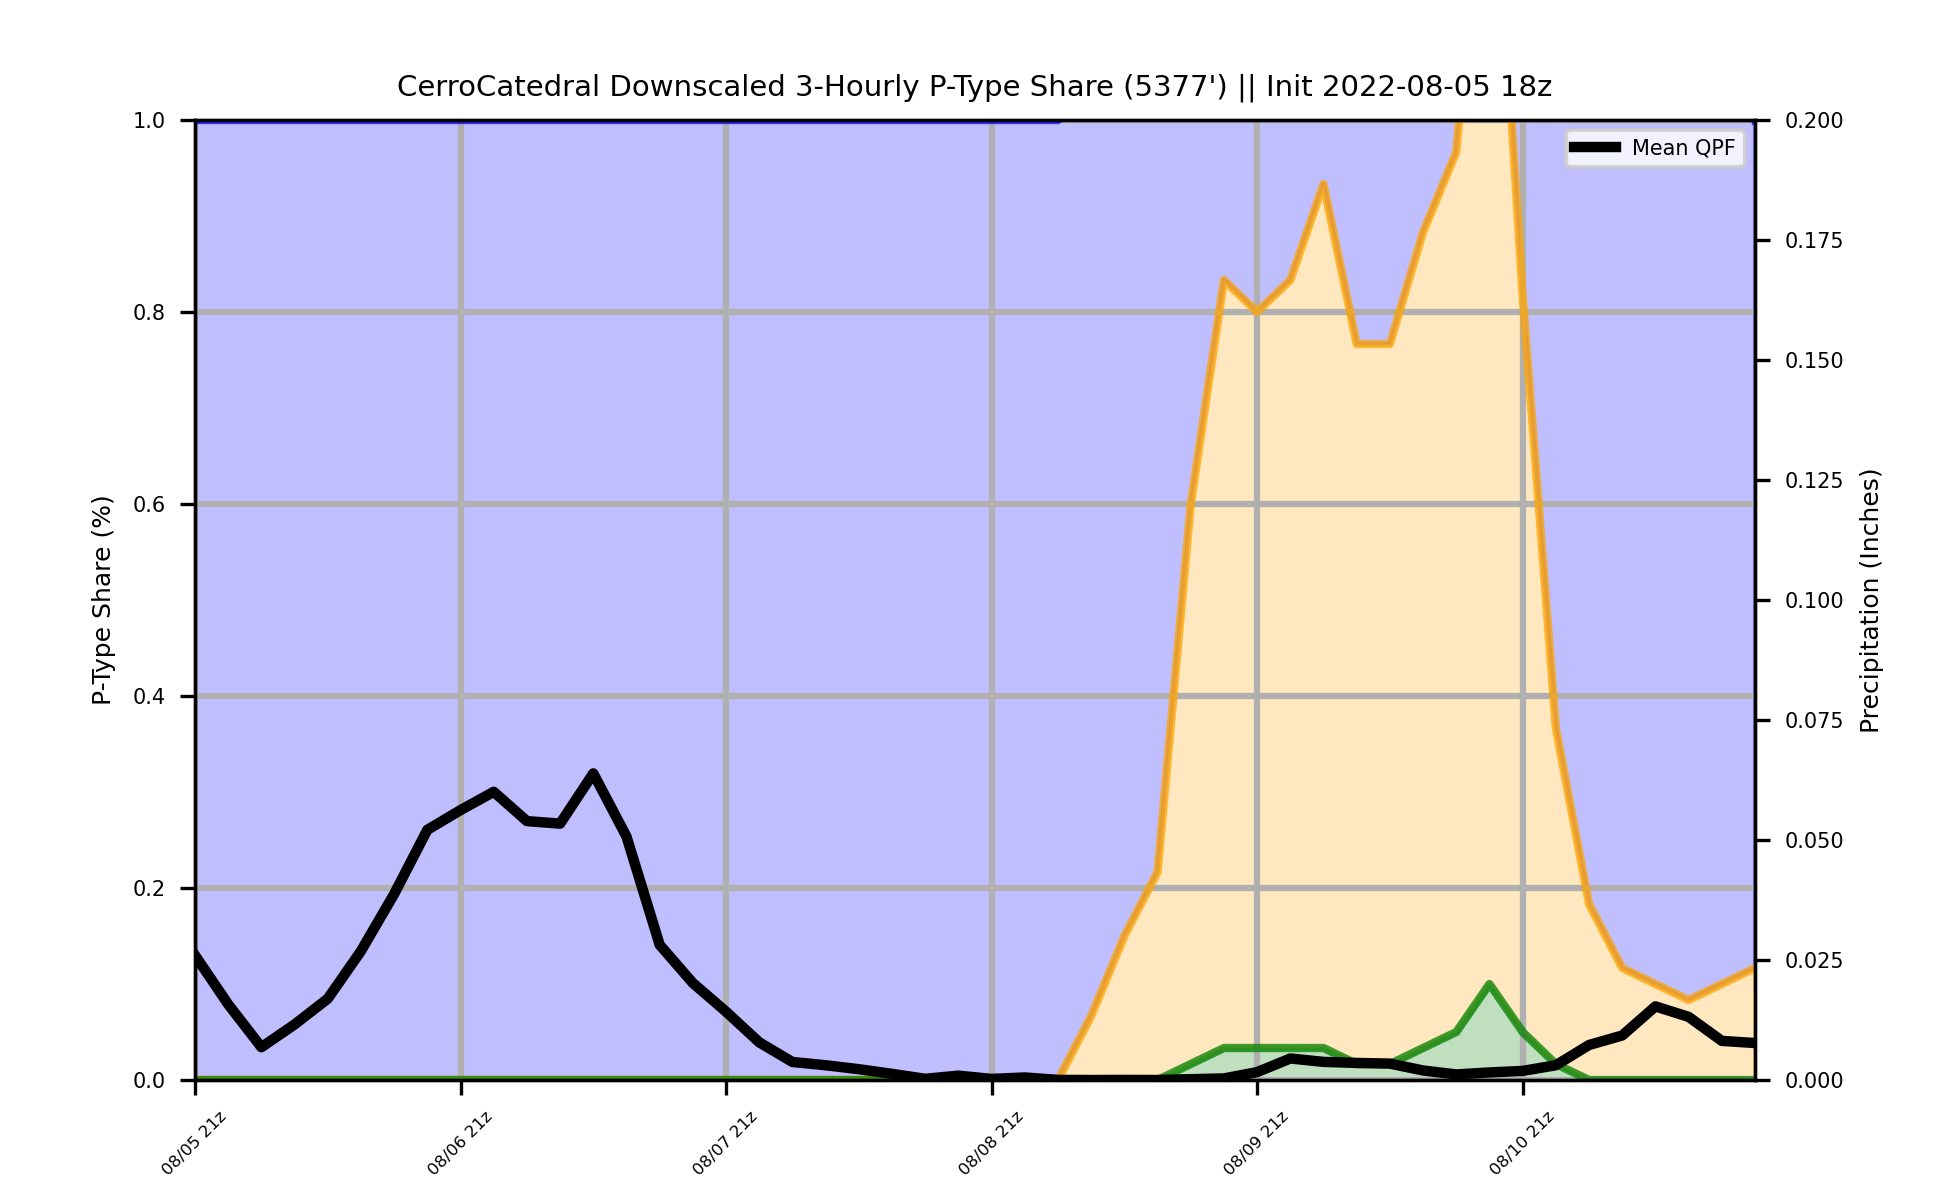 CerroCatedral Downscaled 3-Hourly P-Type Share (5377') || Init 2022-08-05 18z
1.0
0.8
0.6
0.4
0.2
0.0
P-Type Share (%)
Mean QPF
0.200
0.175
0.150
0.125
0.100
0.075
0.050
0.025
0.000
Precipitation (Inches)
08/05 21z
08/06 21z
08/07 21z
08/08 21z
08/09 21z
08/10 21z